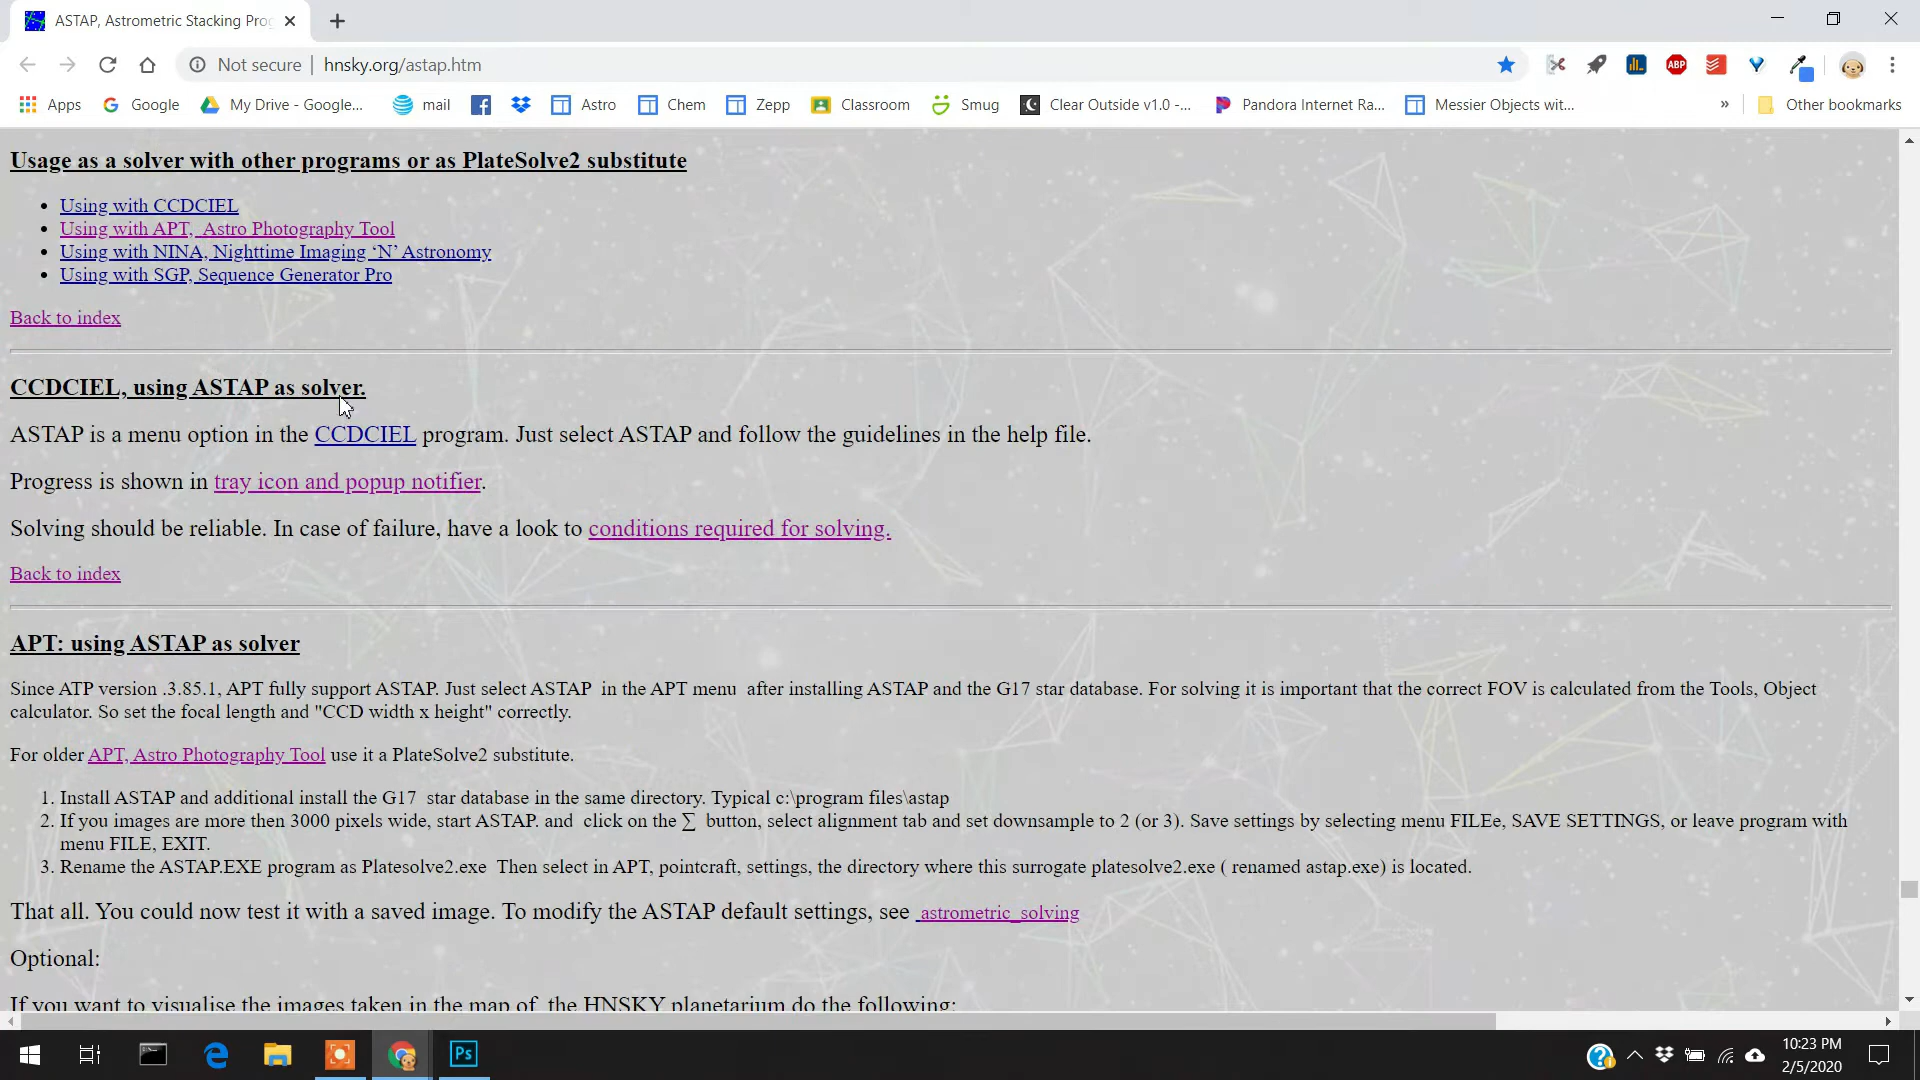 ASTAP, Astrometric Stacking Pro
Not secure | hnsky.org/astap.htm
ABP
Apps Google My Drive - Google... mail Astro Chem Zepp Classroom Smug Clear Outside v1.0 -... Pandora Internet Ra... Messier Objects wit... » Other bookmarks
Usage as a solver with other programs or as PlateSolve2 substitute
• Using with CCDCIEL
• Using with APT, Astro Photography Tool
• Using with NINA, Nighttime Imaging ‘N’ Astronomy
• Using with SGP, Sequence Generator Pro
Back to index
CCDCIEL, using ASTAP as solver.
ASTAP is a menu option in the CCDCIEL program. Just select ASTAP and follow the guidelines in the help file.
Progress is shown in tray icon and popup notifier.
Solving should be reliable. In case of failure, have a look to conditions required for solving.
Back to index
APT: using ASTAP as solver
Since ATP version .3.85.1, APT fully support ASTAP. Just select ASTAP in the APT menu after installing ASTAP and the G17 star database. For solving it is important that the correct FOV is calculated from the Tools, Object
calculator. So set the focal length and "CCD width x height" correctly.
For older APT, Astro Photography Tool use it a PlateSolve2 substitute.
1. Install ASTAP and additional install the G17 star database in the same directory. Typical c:\program files\astap
2. If you images are more then 3000 pixels wide, start ASTAP. and click on the ∑ button, select alignment tab and set downsample to 2 (or 3). Save settings by selecting menu FILEe, SAVE SETTINGS, or leave program with
menu FILE, EXIT.
3. Rename the ASTAP.EXE program as Platesolve2.exe Then select in APT, pointcraft, settings, the directory where this surrogate platesolve2.exe ( renamed astap.exe) is located.
That all. You could now test it with a saved image. To modify the ASTAP default settings, see astrometric_solving
Optional:
If you want to visualise the images taken in the map of the HNSKY planetarium do the following:
Ps
10:23 PM
2/5/2020